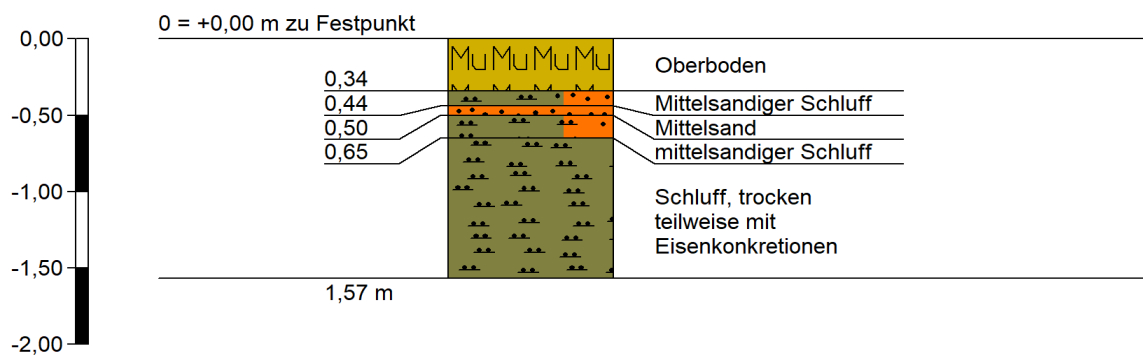 0 = +0,00 m zu Festpunkt
0,00
Mu Mu Mu Mu
Oberboden
0,34
0,44
Mittelsandiger Schluff
-0,50
0,50
Mittelsand
0,65
mittelsandiger Schluff
-1,00
Schluff, trocken
teilweise mit
Eisenkonkretionen
-1,50
1,57 m
-2,00